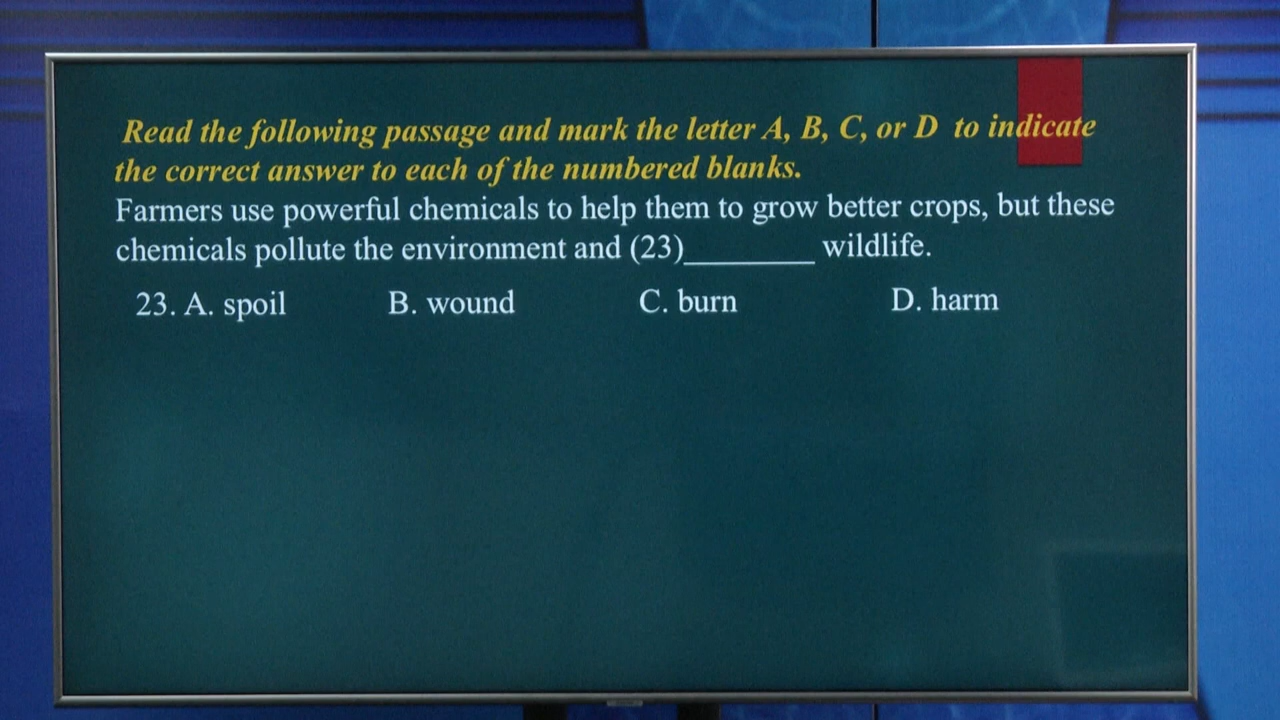 Read the following passage and mark the letter A, B, C, or D to indicate
the correct answer to each of the numbered blanks.
Farmers use powerful chemicals to help them to grow better crops, but these
chemicals pollute the environment and (23)________ wildlife.
23. A. spoil B. wound C. burn D. harm